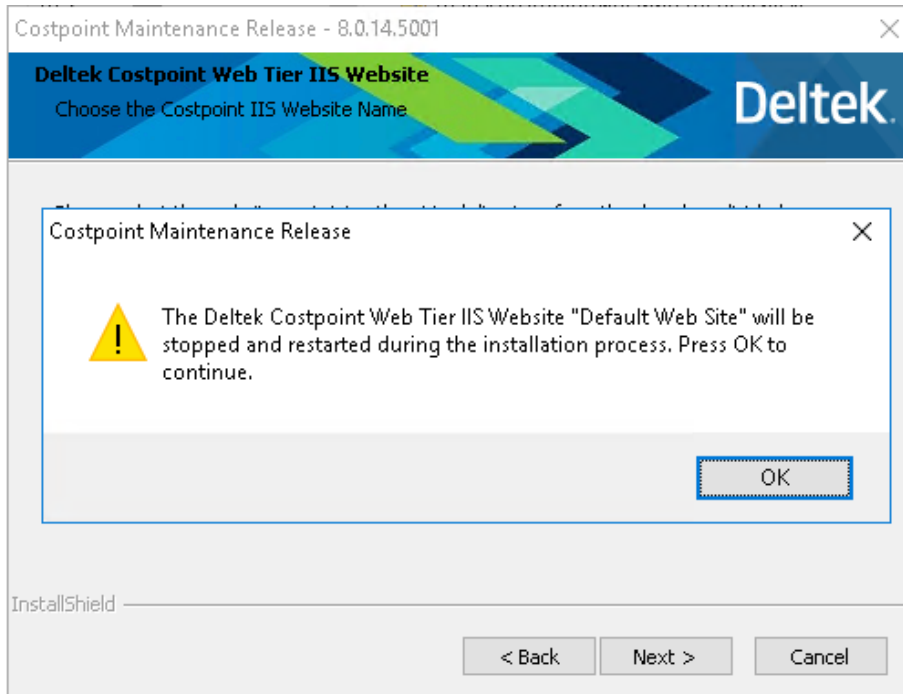 Costpoint Maintenance Release - 8.0.14.5001
Deltek Costpoint Web Tier IIS Website
Choose the Costpoint IIS Website Name
Deltek.
Costpoint Maintenance Release
The Deltek Costpoint Web Tier IIS Website "Default Web Site" will be
stopped and restarted during the installation process. Press OK to
continue.
OK
InstallShield
< Back
Next >
Cancel